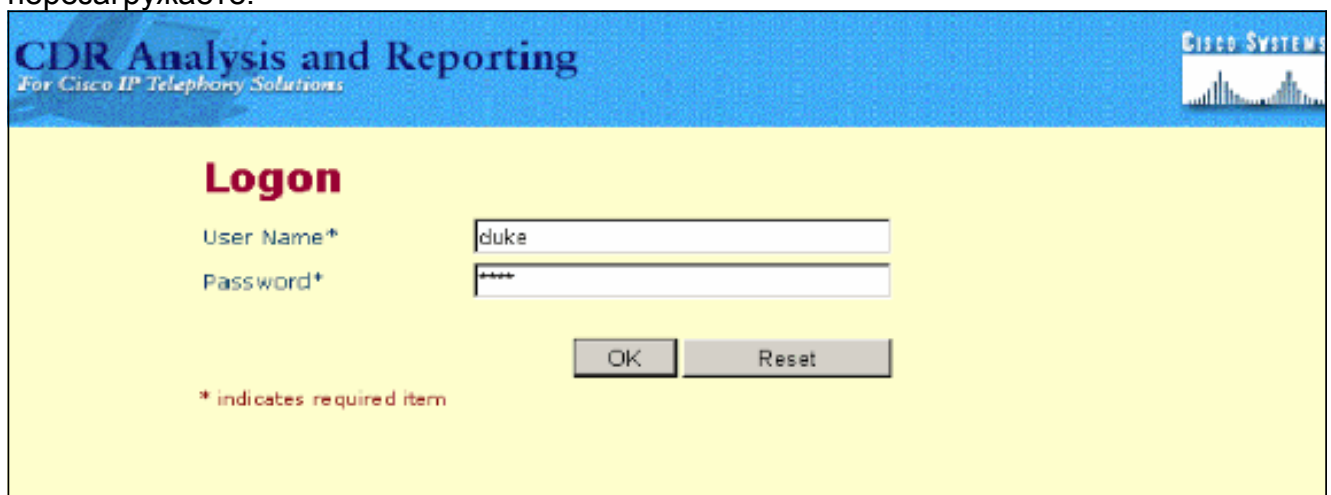 перезагружаете.
CDR Analysis and Reporting
For Cisco IP Telephony Solutions
CISCO SYSTEMS
Logon
User Name*
duke
Password*
****
OK
Reset
* indicates required item